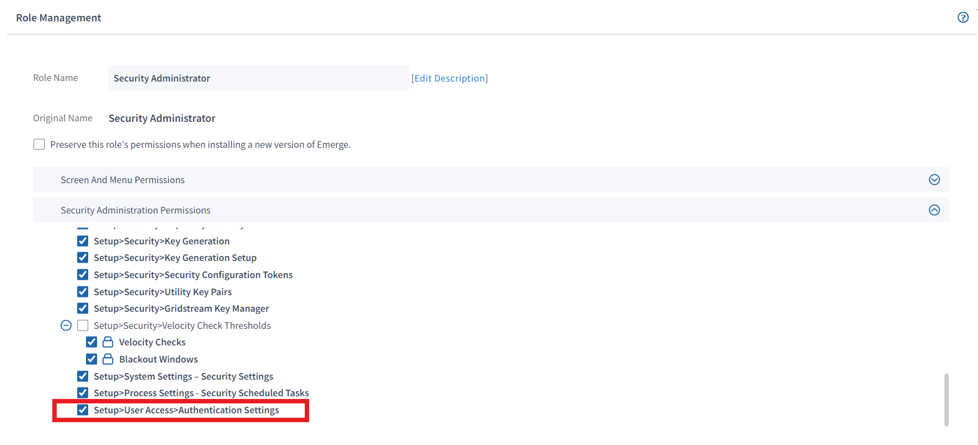 Role Management
Role Name Security Administrator [Edit Description]
Original Name Security Administrator
Preserve this role's permissions when installing a new version of Emerge.
Screen And Menu Permissions
Security Administration Permissions
Setup>Security>Key Generation
Setup>Security>Key Generation Setup
Setup>Security>Security Configuration Tokens
Setup>Security>Utility Key Pairs
Setup>Security>Gridstream Key Manager
Setup>Security>Velocity Check Thresholds
Velocity Checks
Blackout Windows
Setup>System Settings – Security Settings
Setup>Process Settings - Security Scheduled Tasks
Setup>User Access>Authentication Settings